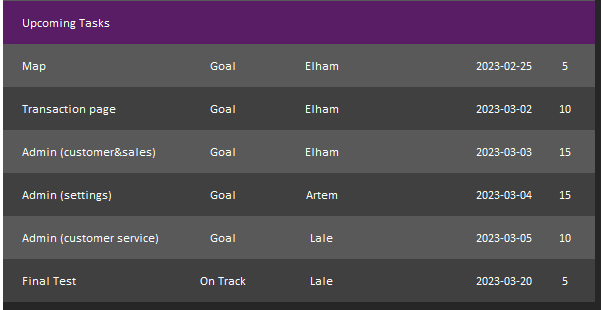 Upcoming Tasks
Map Goal Elham 2023-02-25 5
Transaction page Goal Elham 2023-03-02 10
Admin (customer&sales) Goal Elham 2023-03-03 15
Admin (settings) Goal Artem 2023-03-04 15
Admin (customer service) Goal Lale 2023-03-05 10
Final Test On Track Lale 2023-03-20 5